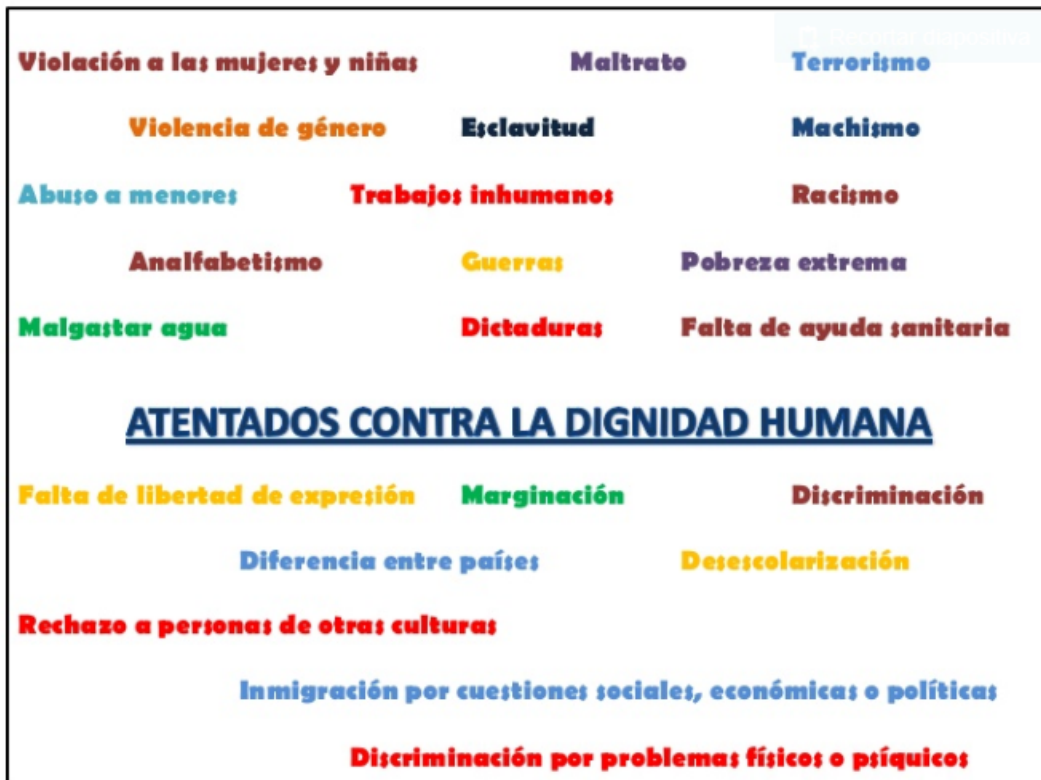 Recortar diapositiva
Violación a las mujeres y niñas Maltrato Terrorismo
Violencia de género Esclavitud Machismo
Abuso a menores Trabajos inhumanos Racismo
Analfabetismo Guerras Pobreza extrema
Malgastar agua Dictaduras Falta de ayuda sanitaria
ATENTADOS CONTRA LA DIGNIDAD HUMANA
Falta de libertad de expresión Marginación Discriminación
Diferencia entre países Desescolarización
Rechazo a personas de otras culturas
Inmigración por cuestiones sociales, económicas o políticas
Discriminación por problemas físicos o psíquicos